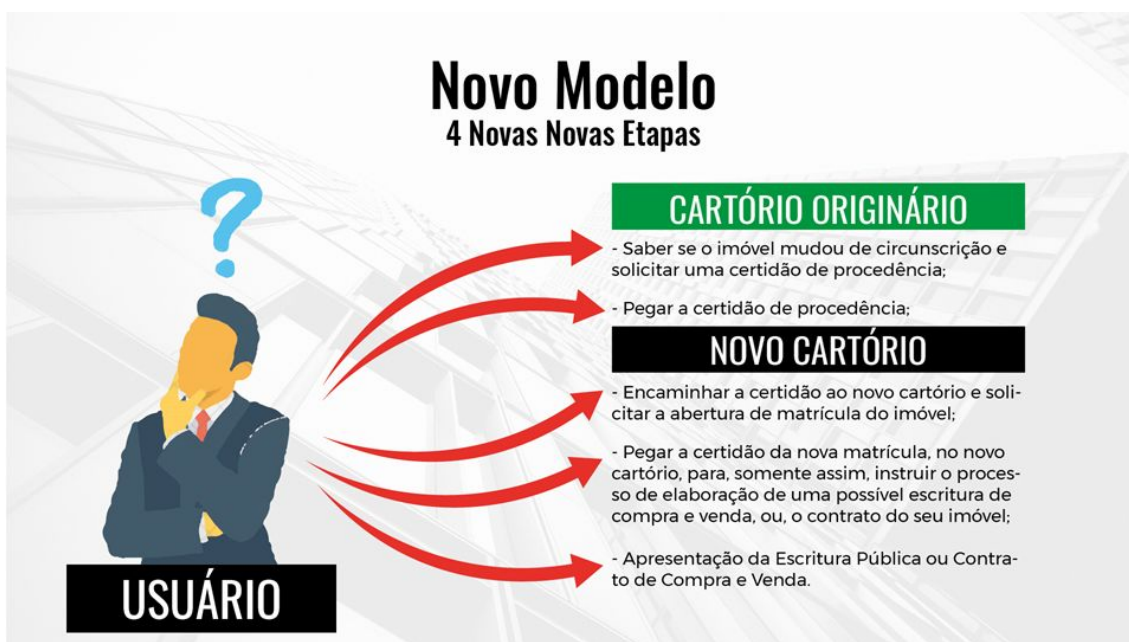 Novo Modelo
4 Novas Novas Etapas
CARTÓRIO ORIGINÁRIO
- Saber se o imóvel mudou de circunscrição e
solicitar uma certidão de procedência;
- Pegar a certidão de procedência;
NOVO CARTÓRIO
- Encaminhar a certidão ao novo cartório e soli-
citar a abertura de matrícula do imóvel;
- Pegar a certidão da nova matrícula, no novo
cartório, para, somente assim, instruir o proces-
so de elaboração de uma possível escritura de
compra e venda, ou, o contrato do seu imóvel;
- Apresentação da Escritura Pública ou Contra-
to de Compra e Venda.
USUÁRIO